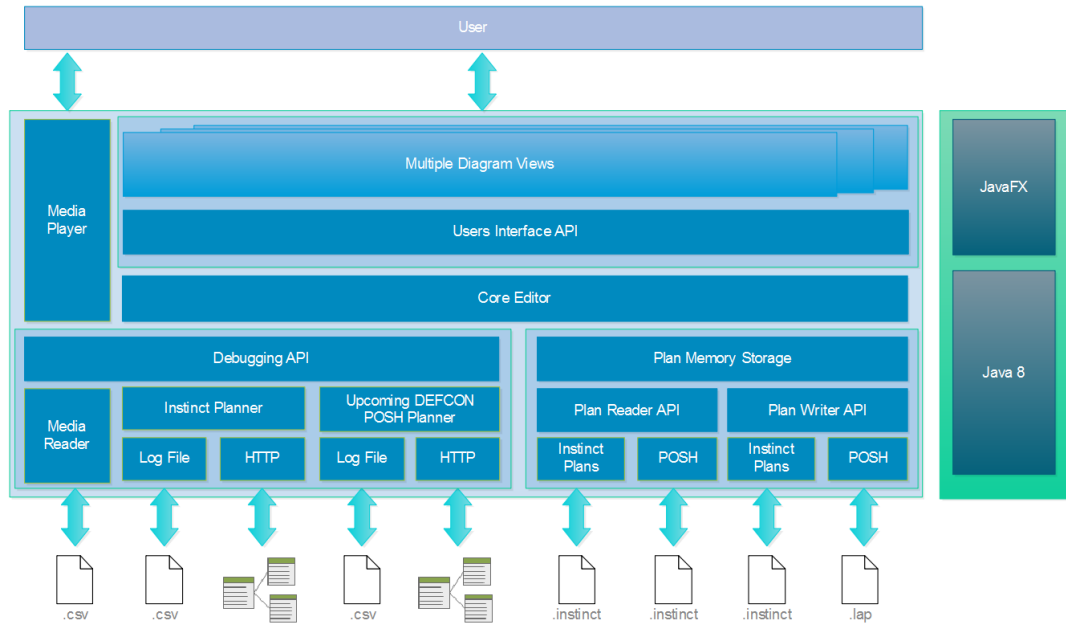 User
Media
Player
Multiple Diagram Views
JavaFX
Users Interface API
Core Editor
Java 8
Debugging API
Plan Memory Storage
Media
Reader
Instinct Planner
Upcoming DEFCON
POSH Planner
Plan Reader API
Plan Writer API
Log File
HTTP
Log File
HTTP
Instinct
Plans
POSH
Instinct
Plans
POSH
.csv
.csv
.csv
.instinct
.instinct
.instinct
.lap